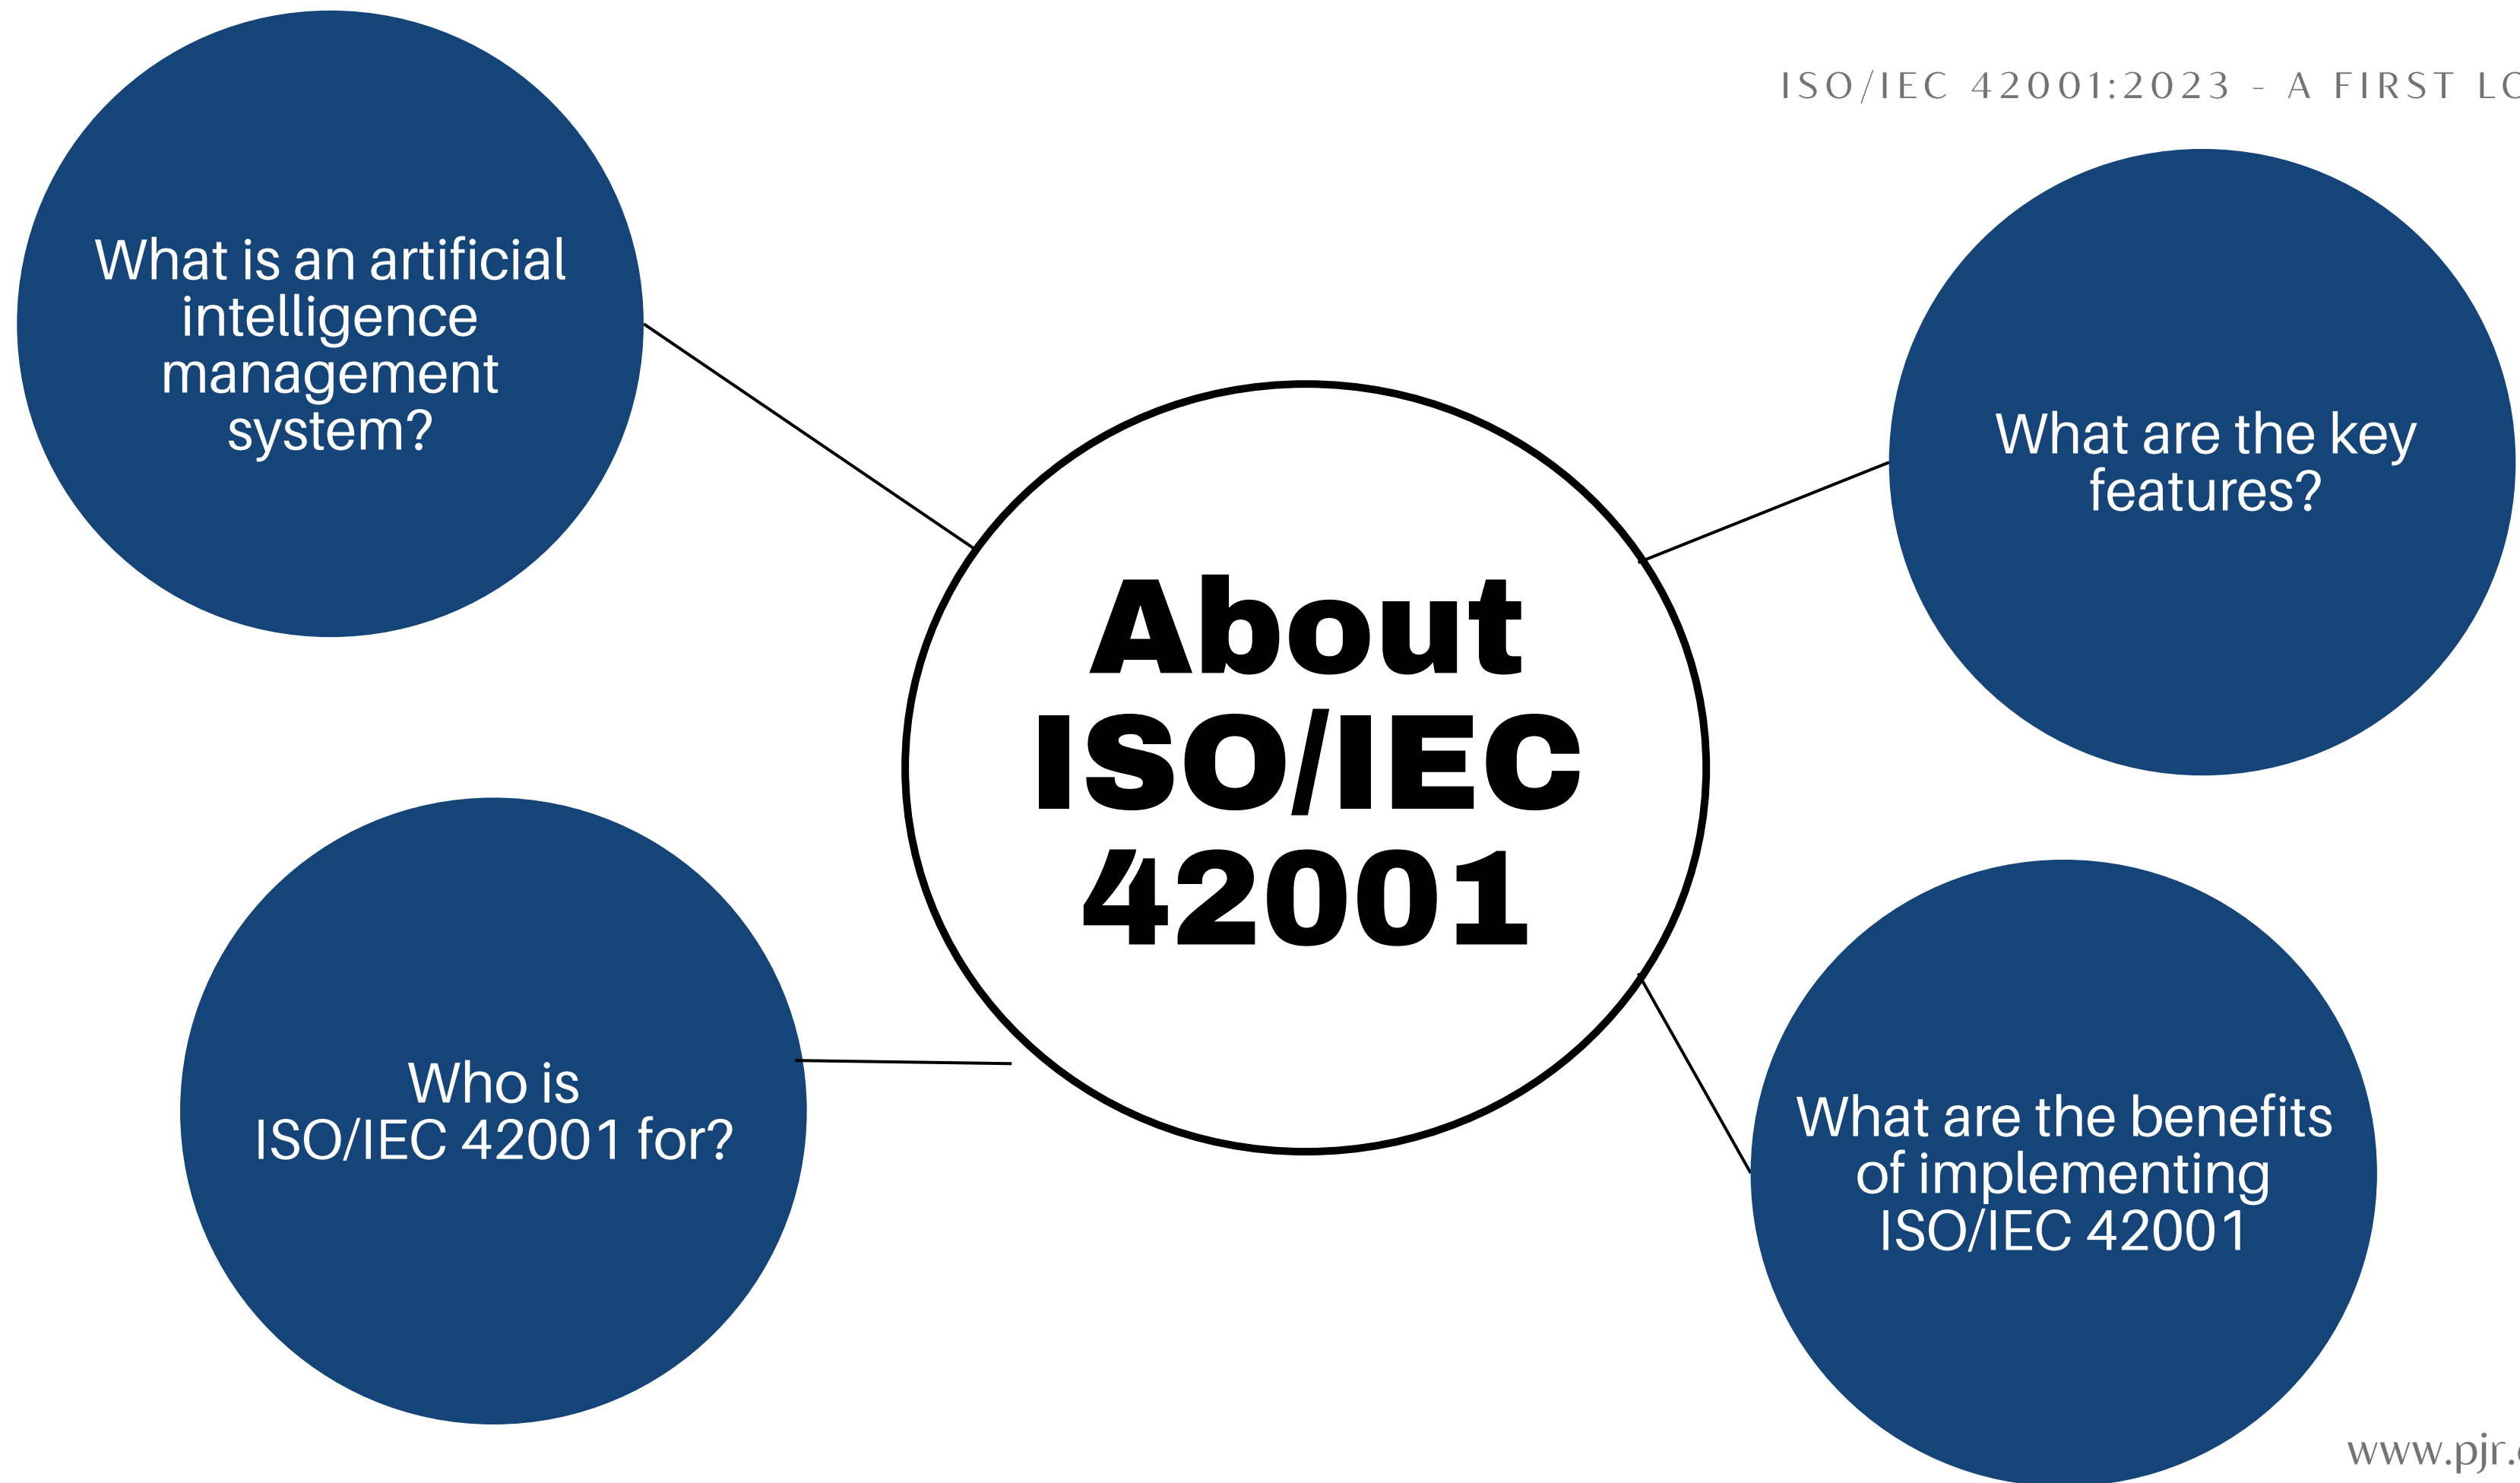 ISO/IEC 42001:2023 - A FIRST
What is an artificial
intelligence
management
system?
What are the key
features?
About
ISO/IEC
42001
Who is
ISO/IEC 42001 for?
What are the benefits
of implementing
ISO/IEC 42001
www.pjr.